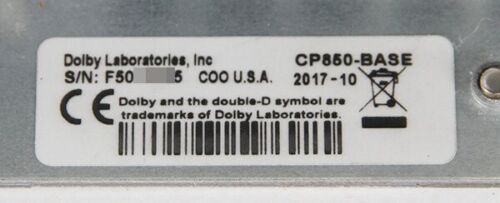 Dolby Laboratories, Inc
CP850-BASE
S/N: F50 5 COO U.S.A.
2017-10
CE Dolby and the double-D symbol are
trademarks of Dolby Laboratories.